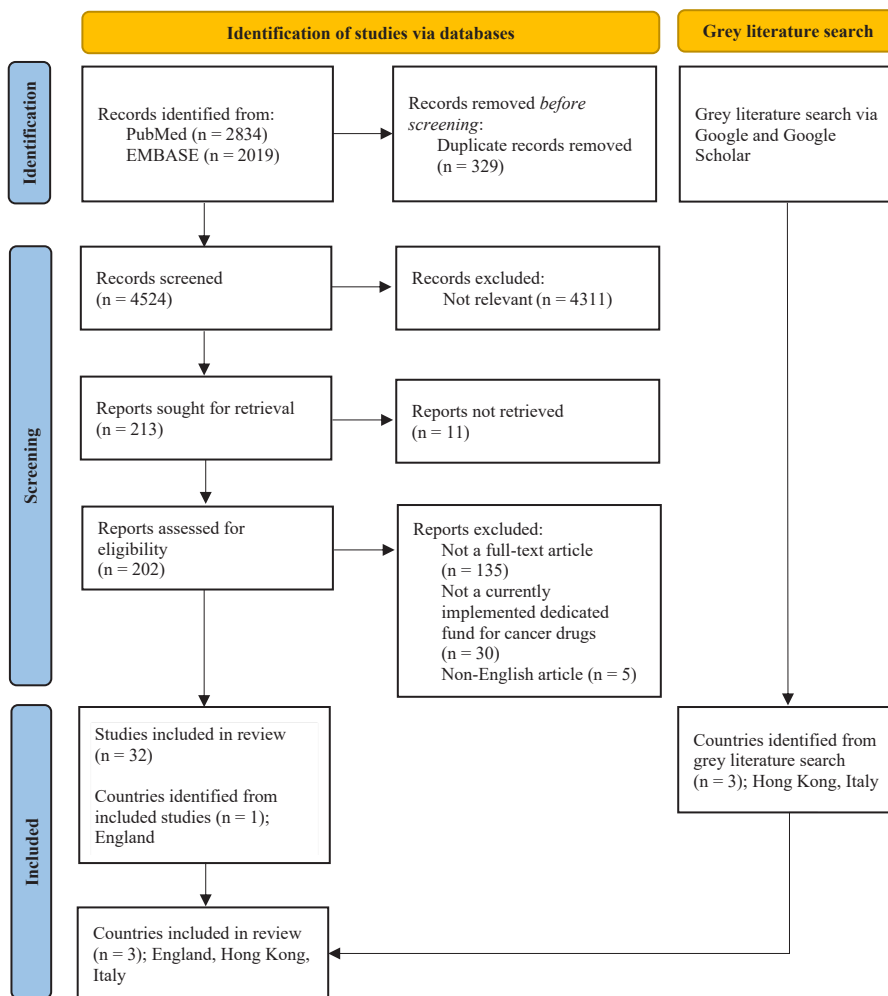 Identification of studies via databases
Grey literature search
Identification
Records identified from:
PubMed (n = 2834)
EMBASE (n = 2019)
Records removed before
screening:
Duplicate records removed
(n = 329)
Grey literature search via
Google and Google
Scholar
Screening
Records screened
(n = 4524)
Records excluded:
Not relevant (n = 4311)
Reports sought for retrieval
(n = 213)
Reports not retrieved
(n = 11)
Reports assessed for
eligibility
(n = 202)
Reports excluded:
Not a full-text article
(n = 135)
Not a currently
implemented dedicated
fund for cancer drugs
(n = 30)
Non-English article (n = 5)
Included
Studies included in review
(n = 32)
Countries identified from
included studies (n = 1);
England
Countries identified from
grey literature search
(n = 3); Hong Kong, Italy
Countries included in review
(n = 3); England, Hong Kong,
Italy